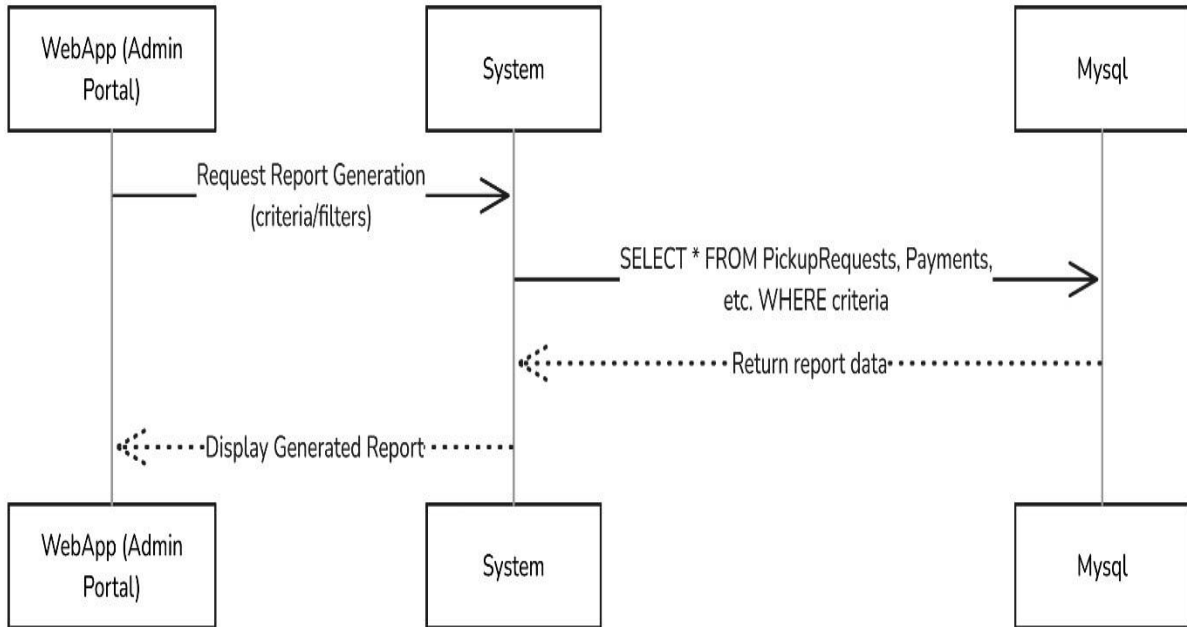 WebApp (Admin
Portal)
System
Mysql
Request Report Generation
(criteria/filters)
SELECT * FROM PickupRequests, Payments,
etc. WHERE criteria
Return report data
Display Generated Report
WebApp (Admin
Portal)
System
Mysql